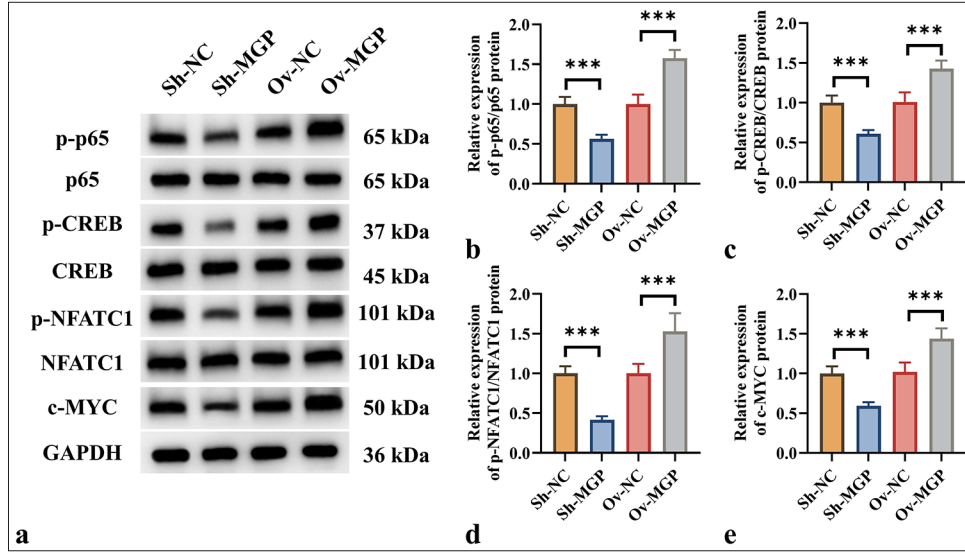 Sh-NC
Sh-MGP
Ov-NC
Ov-MGP
p-p65
65 kDa
p65
65 kDa
p-CREB
37 kDa
CREB
45 kDa
p-NFATC1
101 kDa
NFATC1
101 kDa
c-MYC
50 kDa
GAPDH
36 kDa
a
Relative expression
of p-p65/p65 protein
2.0
1.5
1.0
0.5
0.0
***
***
Sh-NC
Sh-MGP
Ov-NC
Ov-MGP
b
Relative expression
of p-CREB/CREB protein
2.0
1.5
1.0
0.5
0.0
***
***
Sh-NC
Sh-MGP
Ov-NC
Ov-MGP
c
Relative expression
of p-NFATC1/NFATC1 protein
2.0
1.5
1.0
0.5
0.0
***
***
Sh-NC
Sh-MGP
Ov-NC
Ov-MGP
d
Relative expression
of c-MYC protein
2.0
1.5
1.0
0.5
0.0
***
***
Sh-NC
Sh-MGP
Ov-NC
Ov-MGP
e